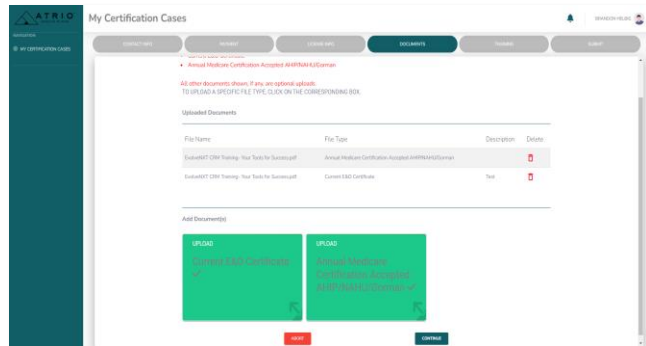 ATRIO
My Certification Cases
NAVIGATION
MY CERTIFICATION CASES
CONTACT INFO
PAYMENT
LICENSE INFO
DOCUMENTS
TRAINING
SUBMIT
Annual Medicare Certification Accepted AHIP/NAHU/Gorman
All other documents shown, if any, are optional uploads.
TO UPLOAD A SPECIFIC FILE TYPE, CLICK ON THE CORRESPONDING BOX.
Uploaded Documents
File Name File Type Description Delete
EvolveNXT CRM Training- Your Tools for Success.pdf Annual Medicare Certification Accepted AHIP/NAHU/Gorman
EvolveNXT CRM Training- Your Tools for Success.pdf Current E&O Certificate Test
Add Document(s)
UPLOAD
Current E&O Certificate
UPLOAD
Annual Medicare
Certification Accepted
AHIP/NAHU/Gorman
ABORT
CONTINUE